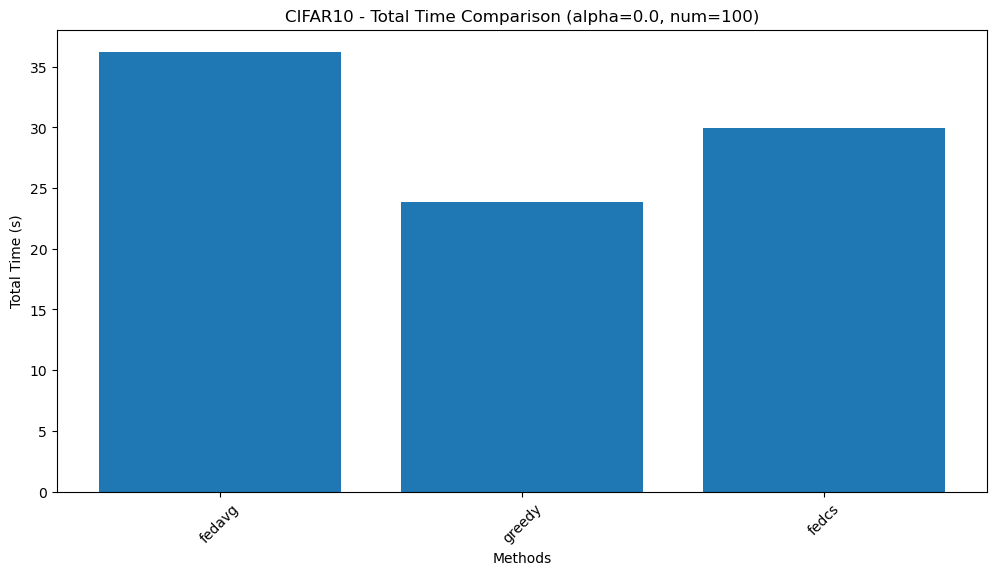 CIFAR10 - Total Time Comparison (alpha=0.0, num=100)
Total Time (s)
35
30
25
20
15
10
5
0
fedavg
greedy
fedcs
Methods